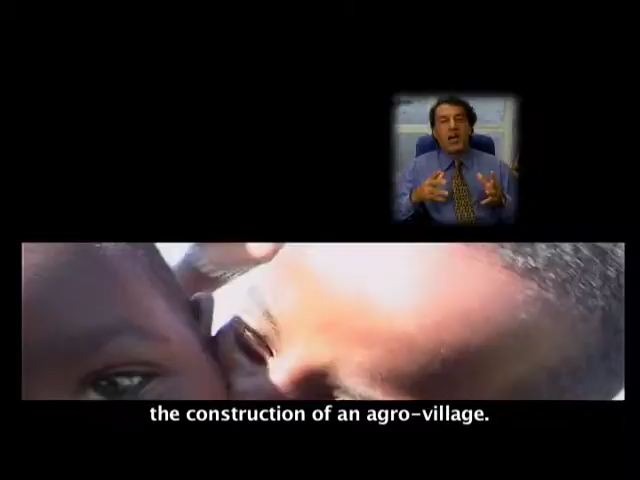 the construction of an agro-village.